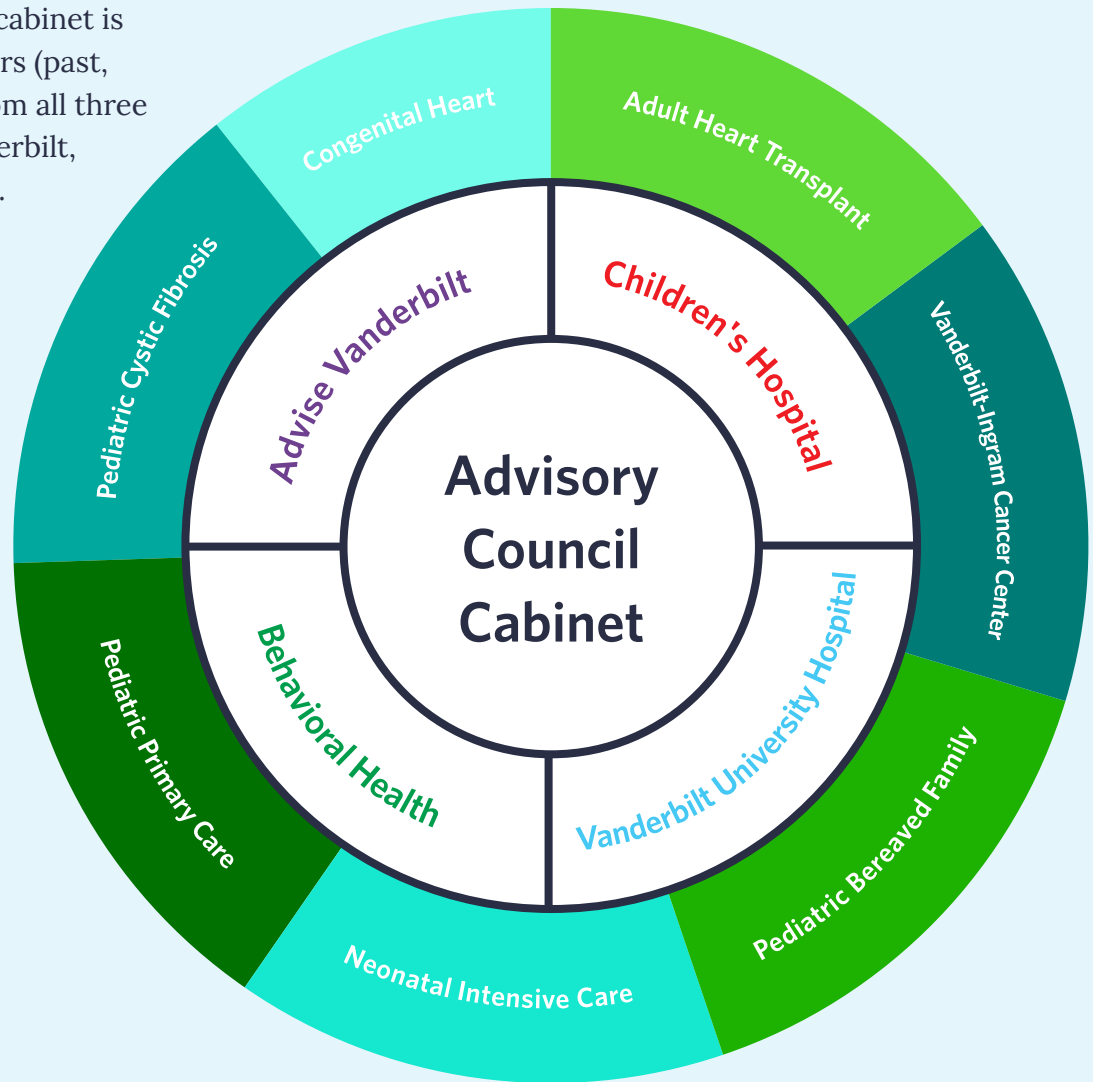 cabinet is
rs (past,
om all three
erbilt,
.
Congenital Heart
Adult Heart Transplant
Vanderbilt-Ingram Cancer Center
Pediatric Bereaved Family
Neonatal Intensive Care
Pediatric Primary Care
Pediatric Cystic Fibrosis
Advise Vanderbilt
Children's Hospital
Vanderbilt University Hospital
Behavioral Health
Advisory
Council
Cabinet